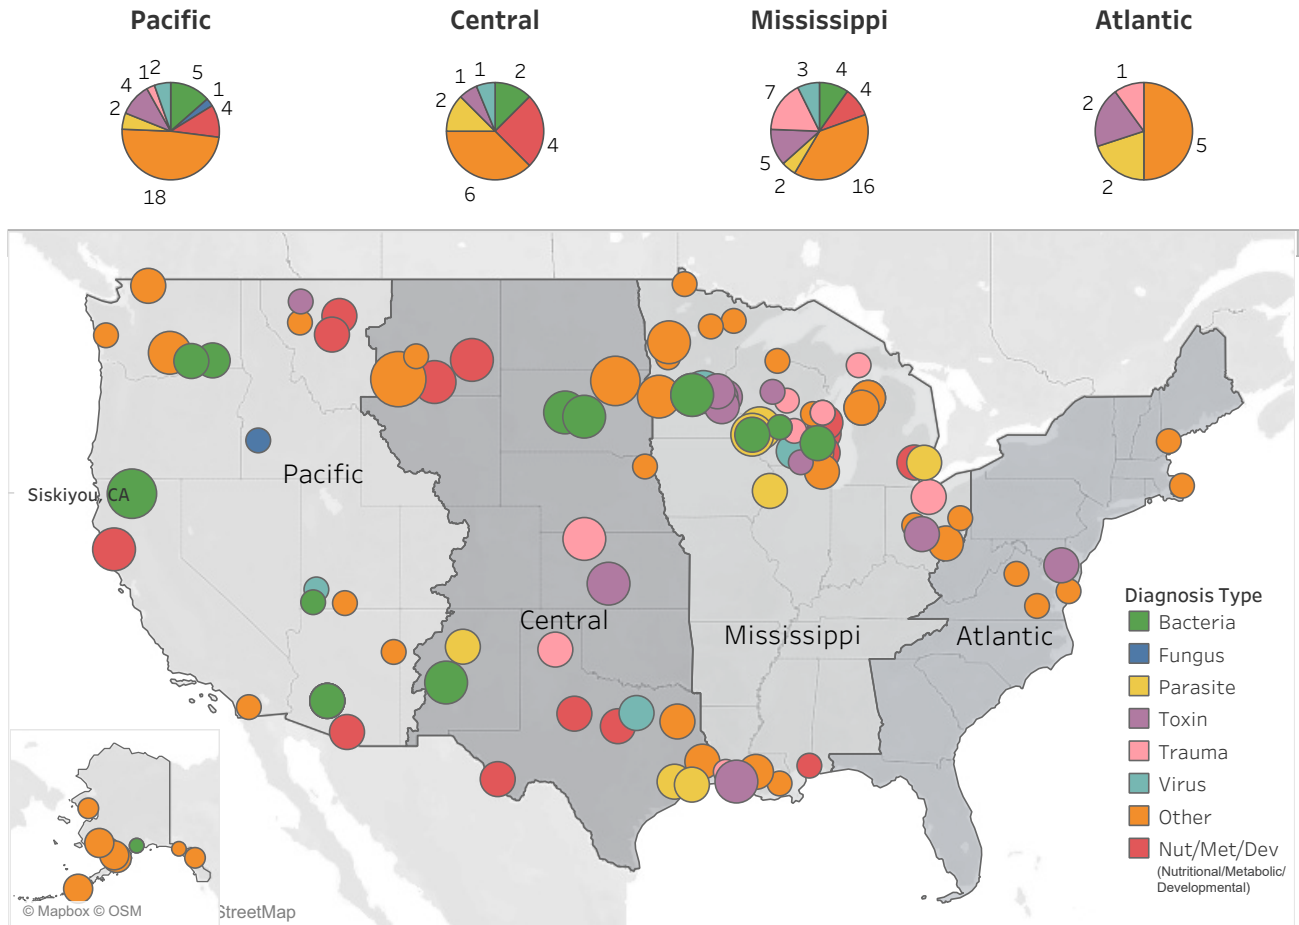 Pacific
Central
Mississippi
Atlantic
5
1
4
18
2
4
1
2
2
4
6
2
1
1
4
4
16
2
5
7
3
5
2
2
1
Pacific
Siskiyou, CA
Central
Mississippi
Atlantic
Diagnosis Type
Bacteria
Fungus
Parasite
Toxin
Trauma
Virus
Other
Nut/Met/Dev
(Nutritional/Metabolic/
Developmental)
© Mapbox © OSM
StreetMap